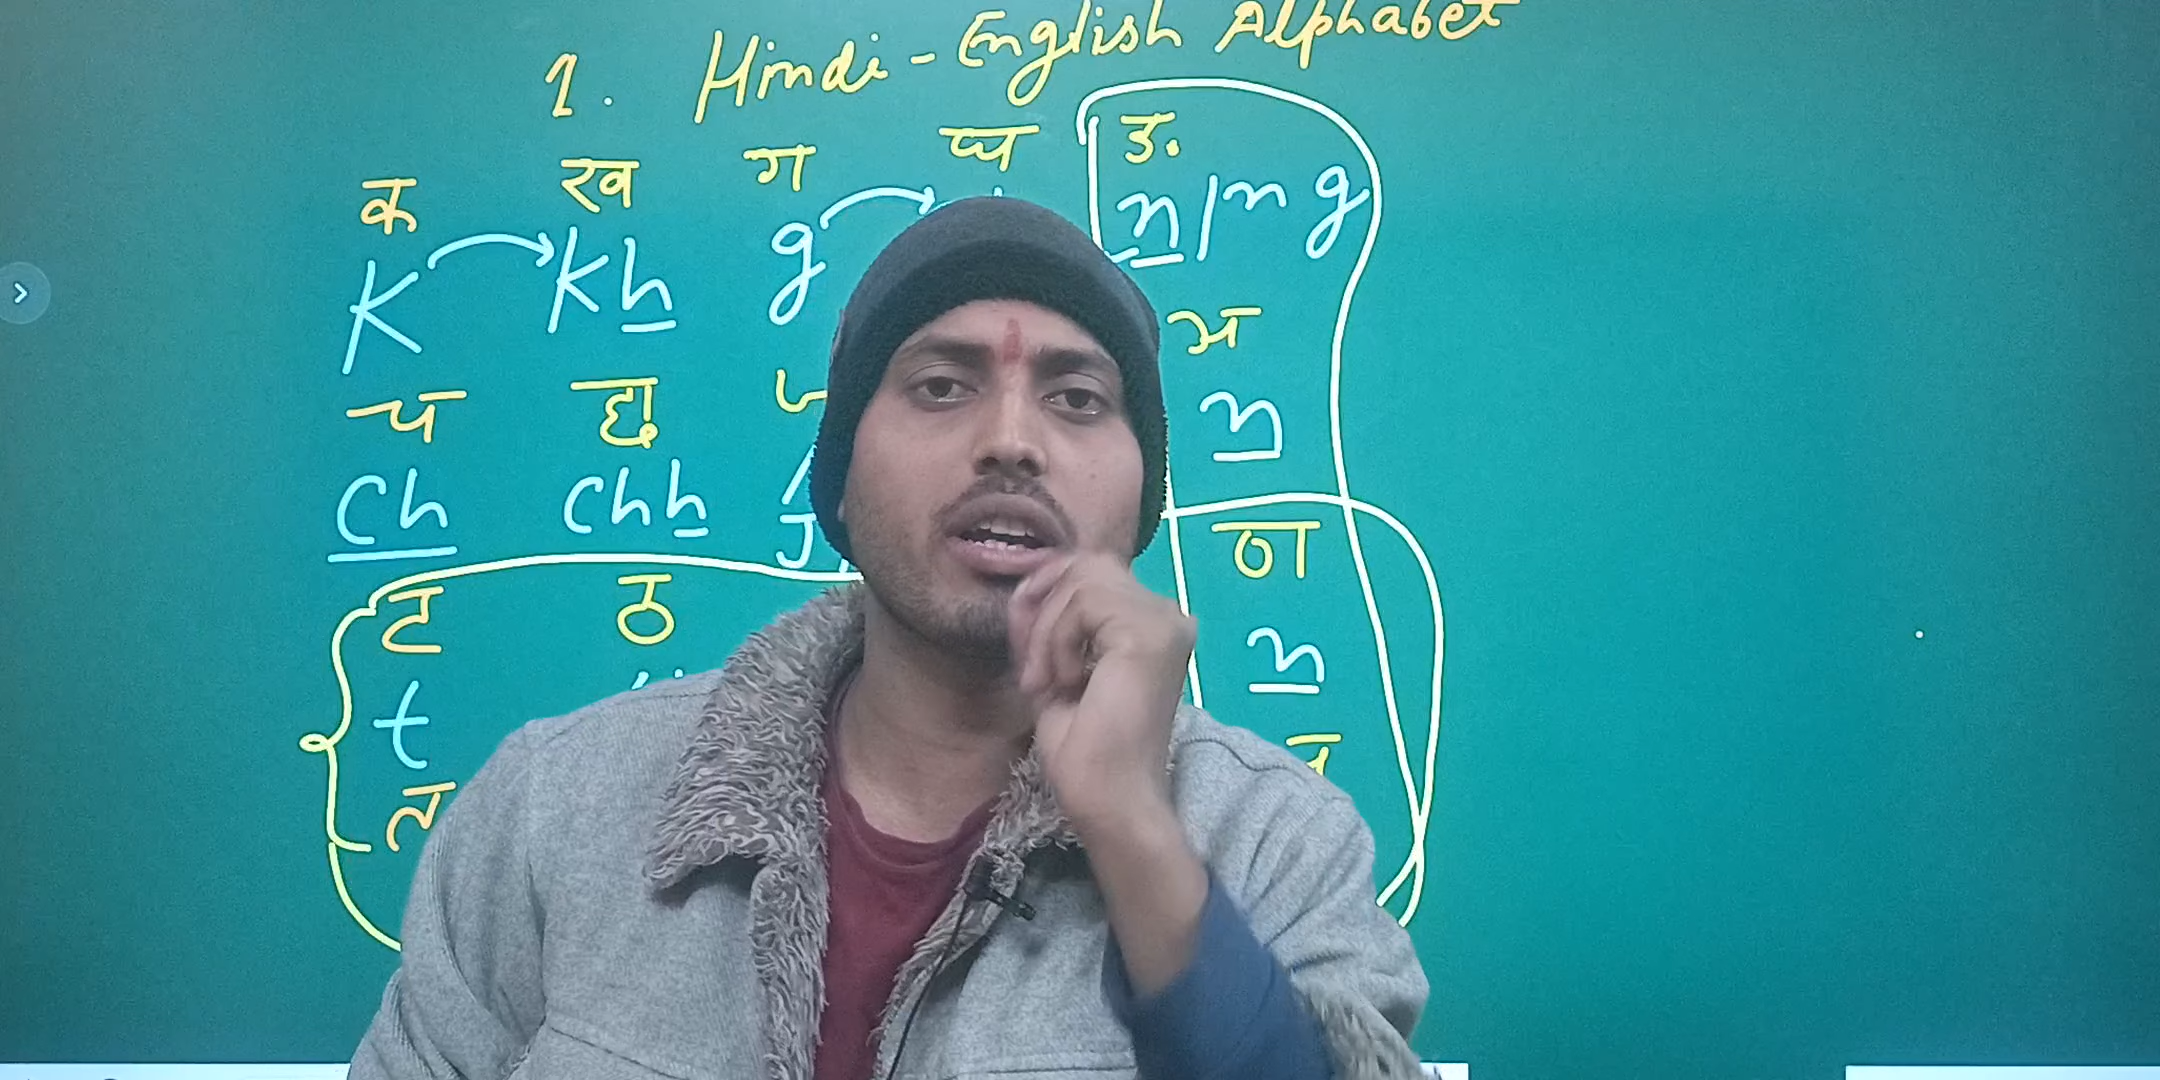 1. Hindi - English Alphabet
क ख ग घ ङ
K Kh g n/ng
च छ ञ
ch chh n
ट ठ ण
t n
त